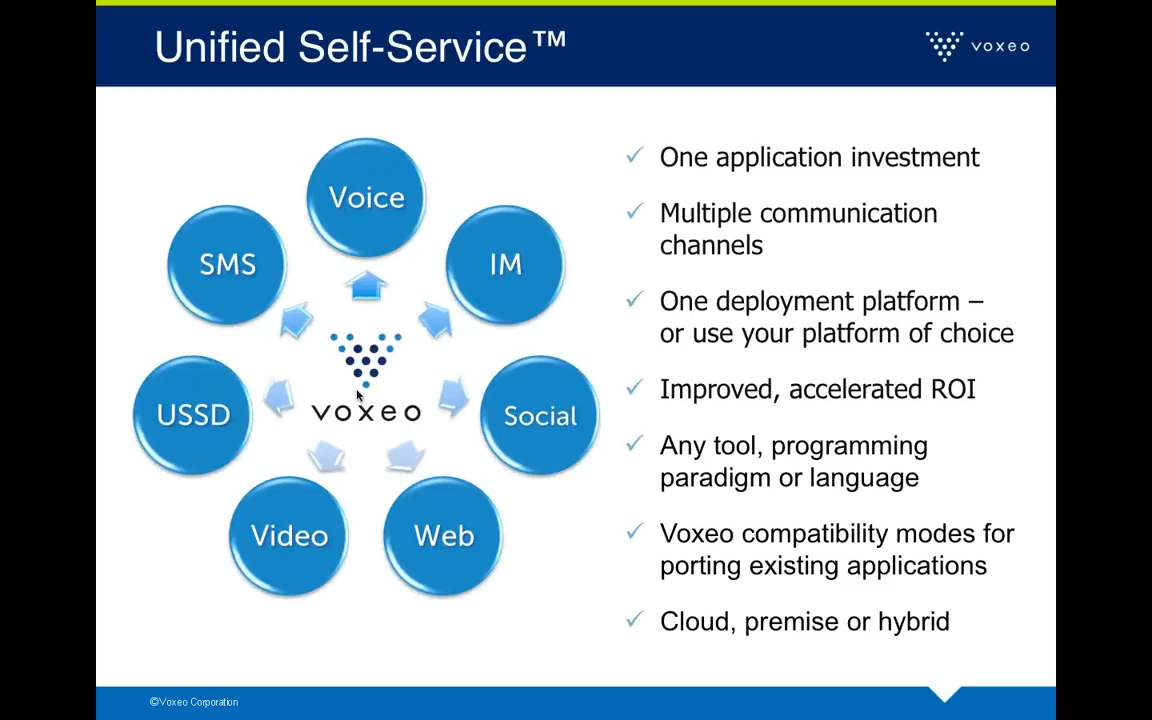 Unified Self-Service™
voxeo
Voice
SMS
IM
voxeo
USSD
Social
Video
Web
One application investment
Multiple communication
channels
One deployment platform –
or use your platform of choice
Improved, accelerated ROI
Any tool, programming
paradigm or language
Voxeo compatibility modes for
porting existing applications
Cloud, premise or hybrid
©Voxeo Corporation